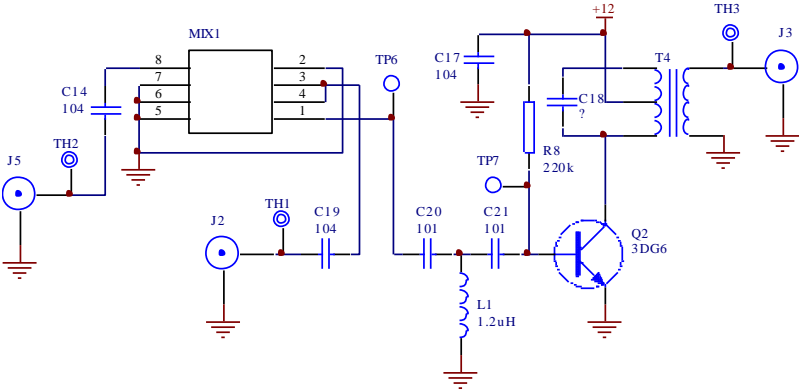 +12
TH3
J3
MIX1
TP6
C17
104
T4
8
7
6
5
2
3
4
1
C14
104
C18
?
TH2
J5
R8
220k
TP7
TH1
J2
C19
104
C20
101
C21
101
Q2
3DG6
L1
1.2uH